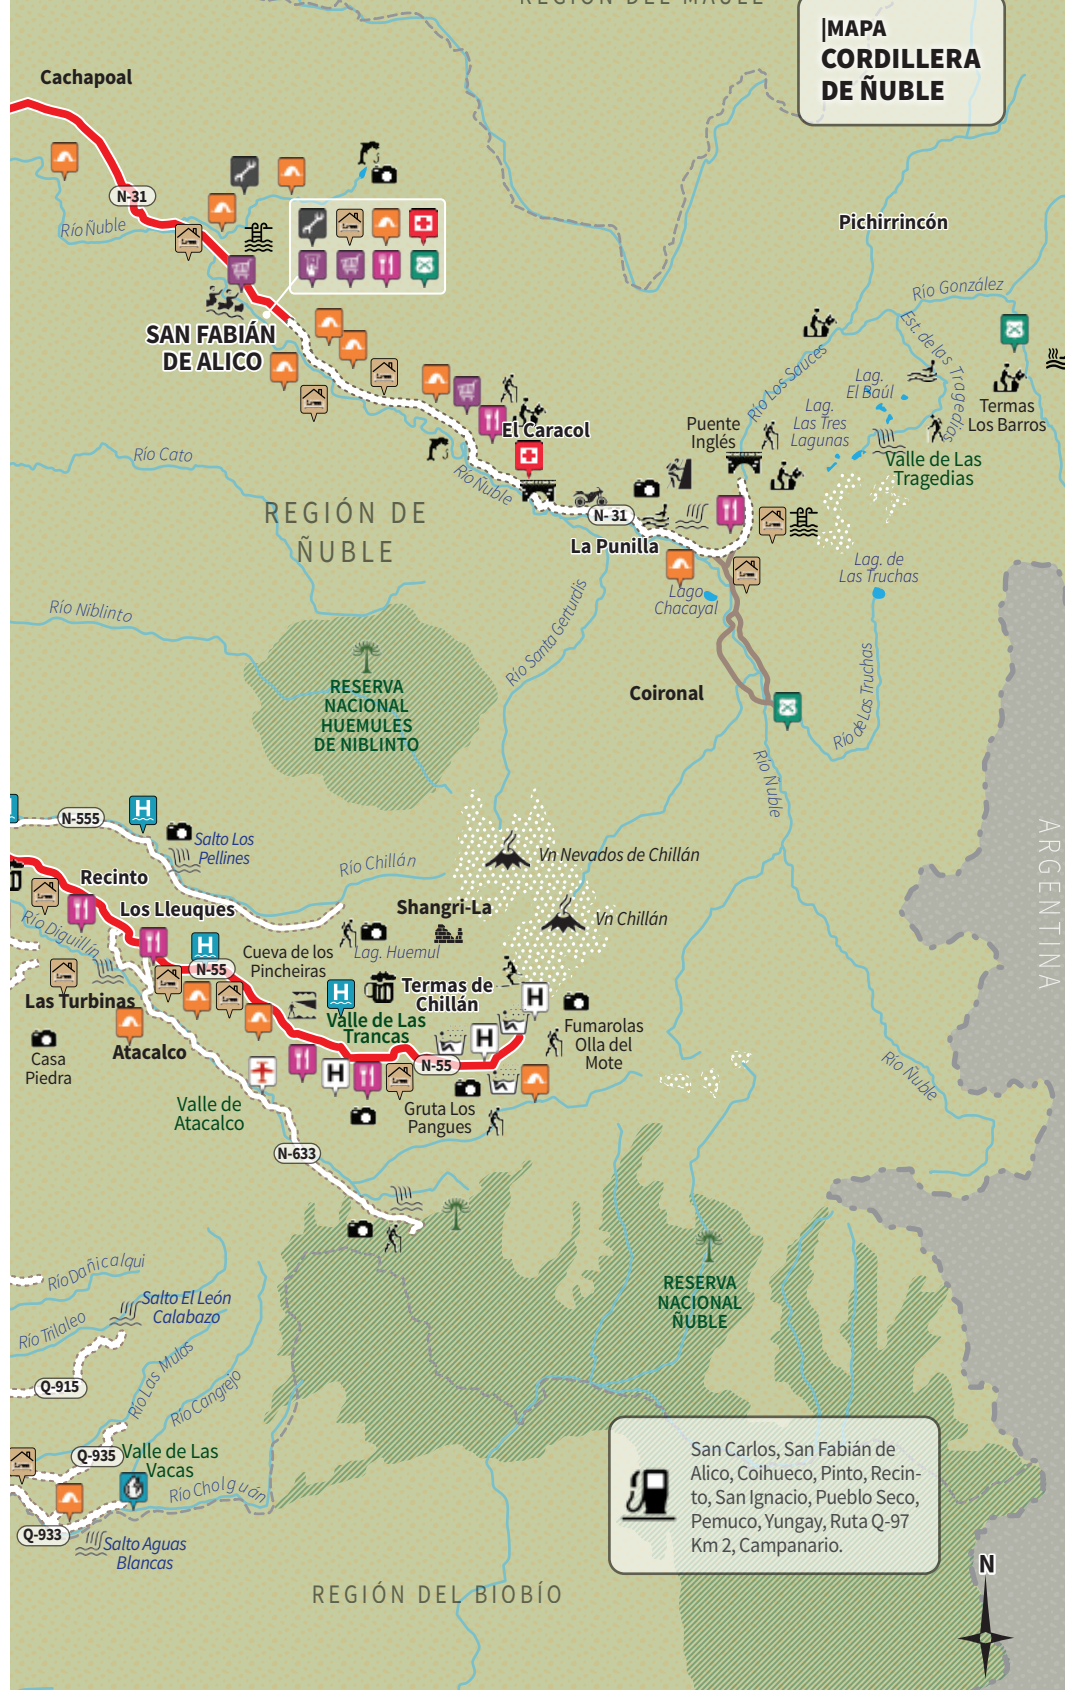 REGIÓN DEL MAULE
|MAPA
CORDILLERA
DE ÑUBLE
Cachapoal
N-31
Río Ñuble
Pichirrincón
Río González
SAN FABIÁN
DE ALICO
Est. de las Tragedias
Río Los Sauces
Lag.
El Baúl
Lag.
Las Tres
Lagunas
Termas
Los Barros
Puente
Inglés
El Caracol
Valle de Las
Tragedias
Río Cato
Río Ñuble
REGIÓN DE
ÑUBLE
N-31
La Punilla
Lag. de
Las Truchas
Lago
Chacayal
Río Niblinto
Río Santa Gerturdis
RESERVA
NACIONAL
HUEMULES
DE NIBLINTO
Coironal
Río de Las Truchas
Río Ñuble
ARGENTINA
H
H
N-555
Salto Los
Pellines
Río Chillán
Vn Nevados de Chillán
Recinto
Los Lleuques
Shangri-La
Vn Chillán
Río Diguillín
H
Cueva de los
Pincheiras
Lag. Huemul
N-55
Las Turbinas
H
Termas de
Chillán
H
Valle de Las
Trancas
Fumarolas
Olla del
Mote
Casa
Piedra
Atacalco
H
H
N-55
Río Ñuble
Valle de
Atacalco
Gruta Los
Pangues
N-633
Río Dañicalqui
Salto El León
Calabazo
RESERVA
NACIONAL
ÑUBLE
Río Trilaleo
Río Las Mulas
Río Cangrejo
Q-915
Q-935
Valle de Las
Vacas
Río Cholguán
Q-933
Salto Aguas
Blancas
San Carlos, San Fabián de
Alico, Coihueco, Pinto, Recin-
to, San Ignacio, Pueblo Seco,
Pemuco, Yungay, Ruta Q-97
Km 2, Campanario.
N
REGIÓN DEL BIOBÍO